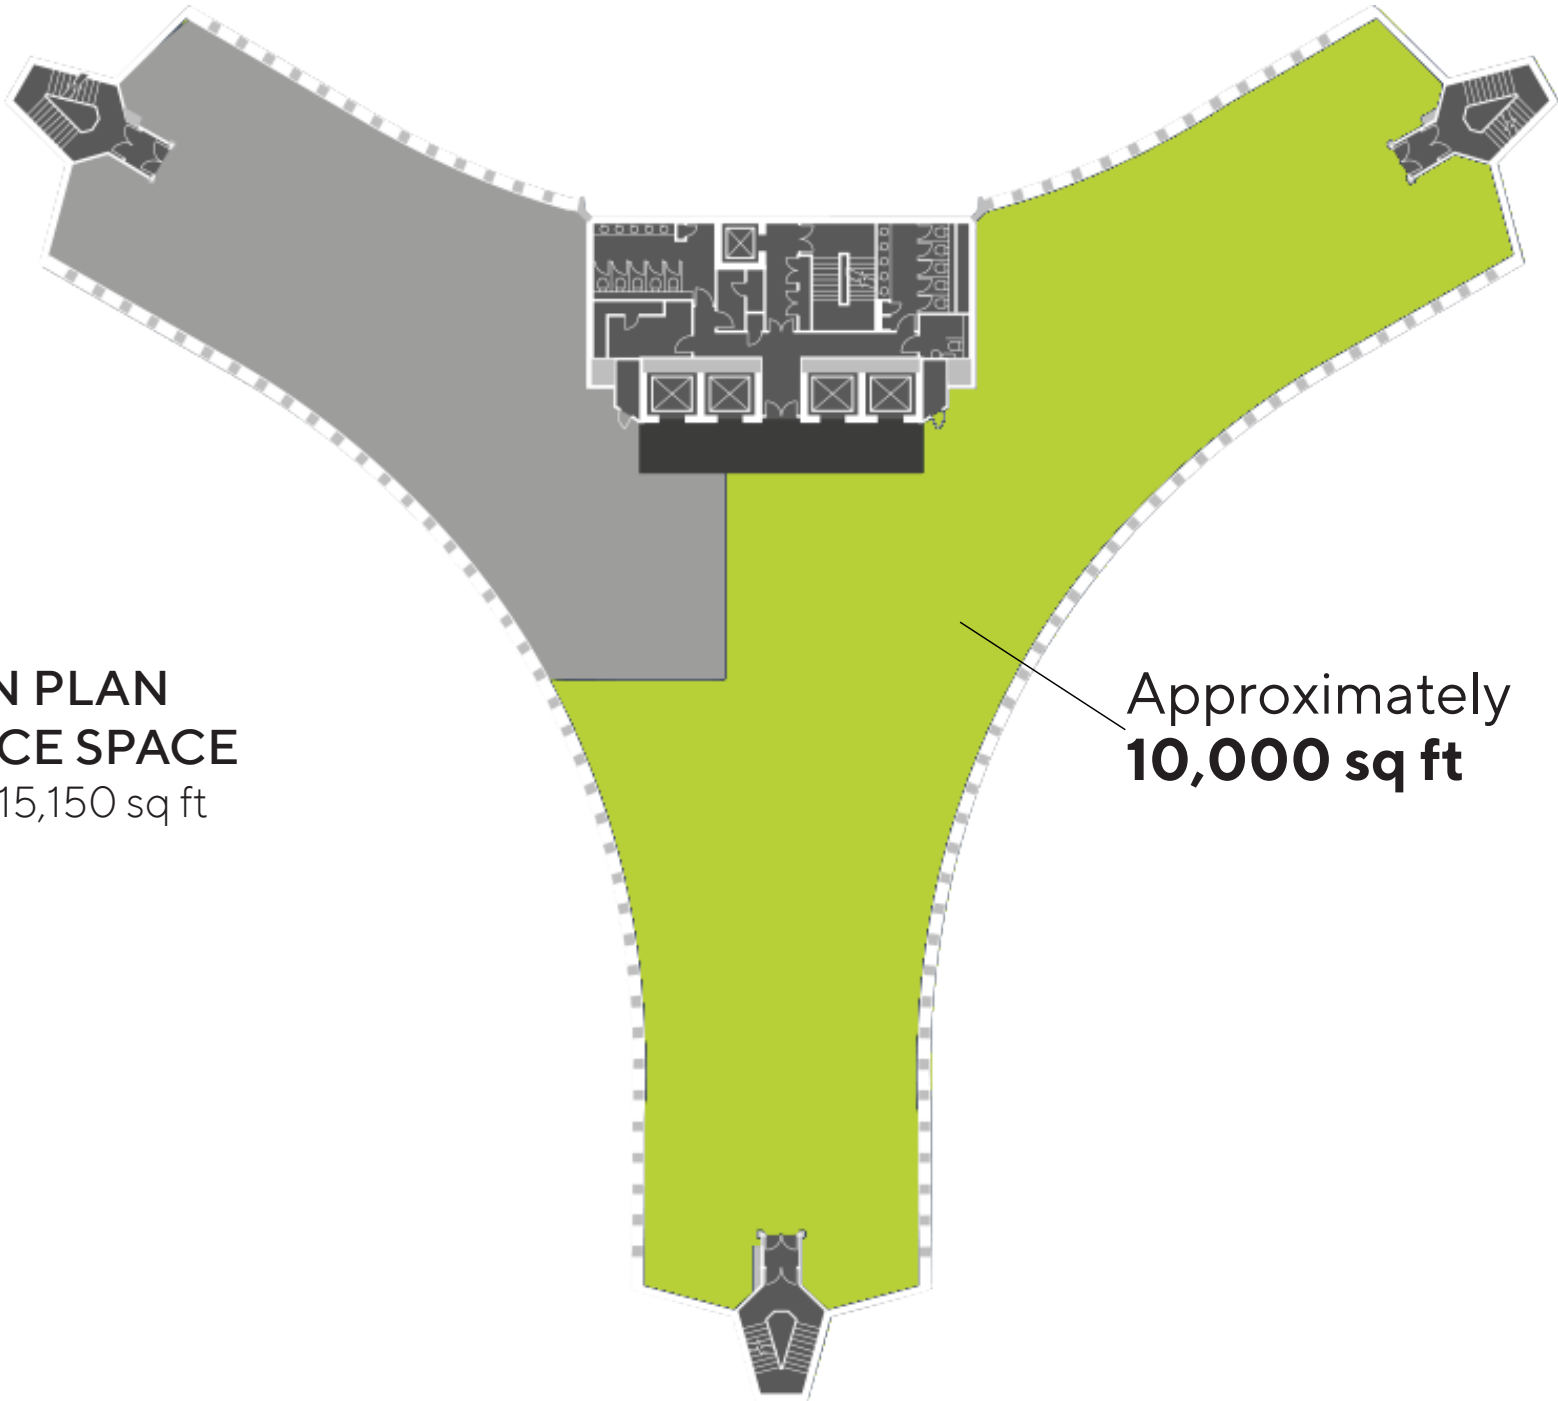 N PLAN
CE SPACE
15,150 sq ft
Approximately
10,000 sq ft